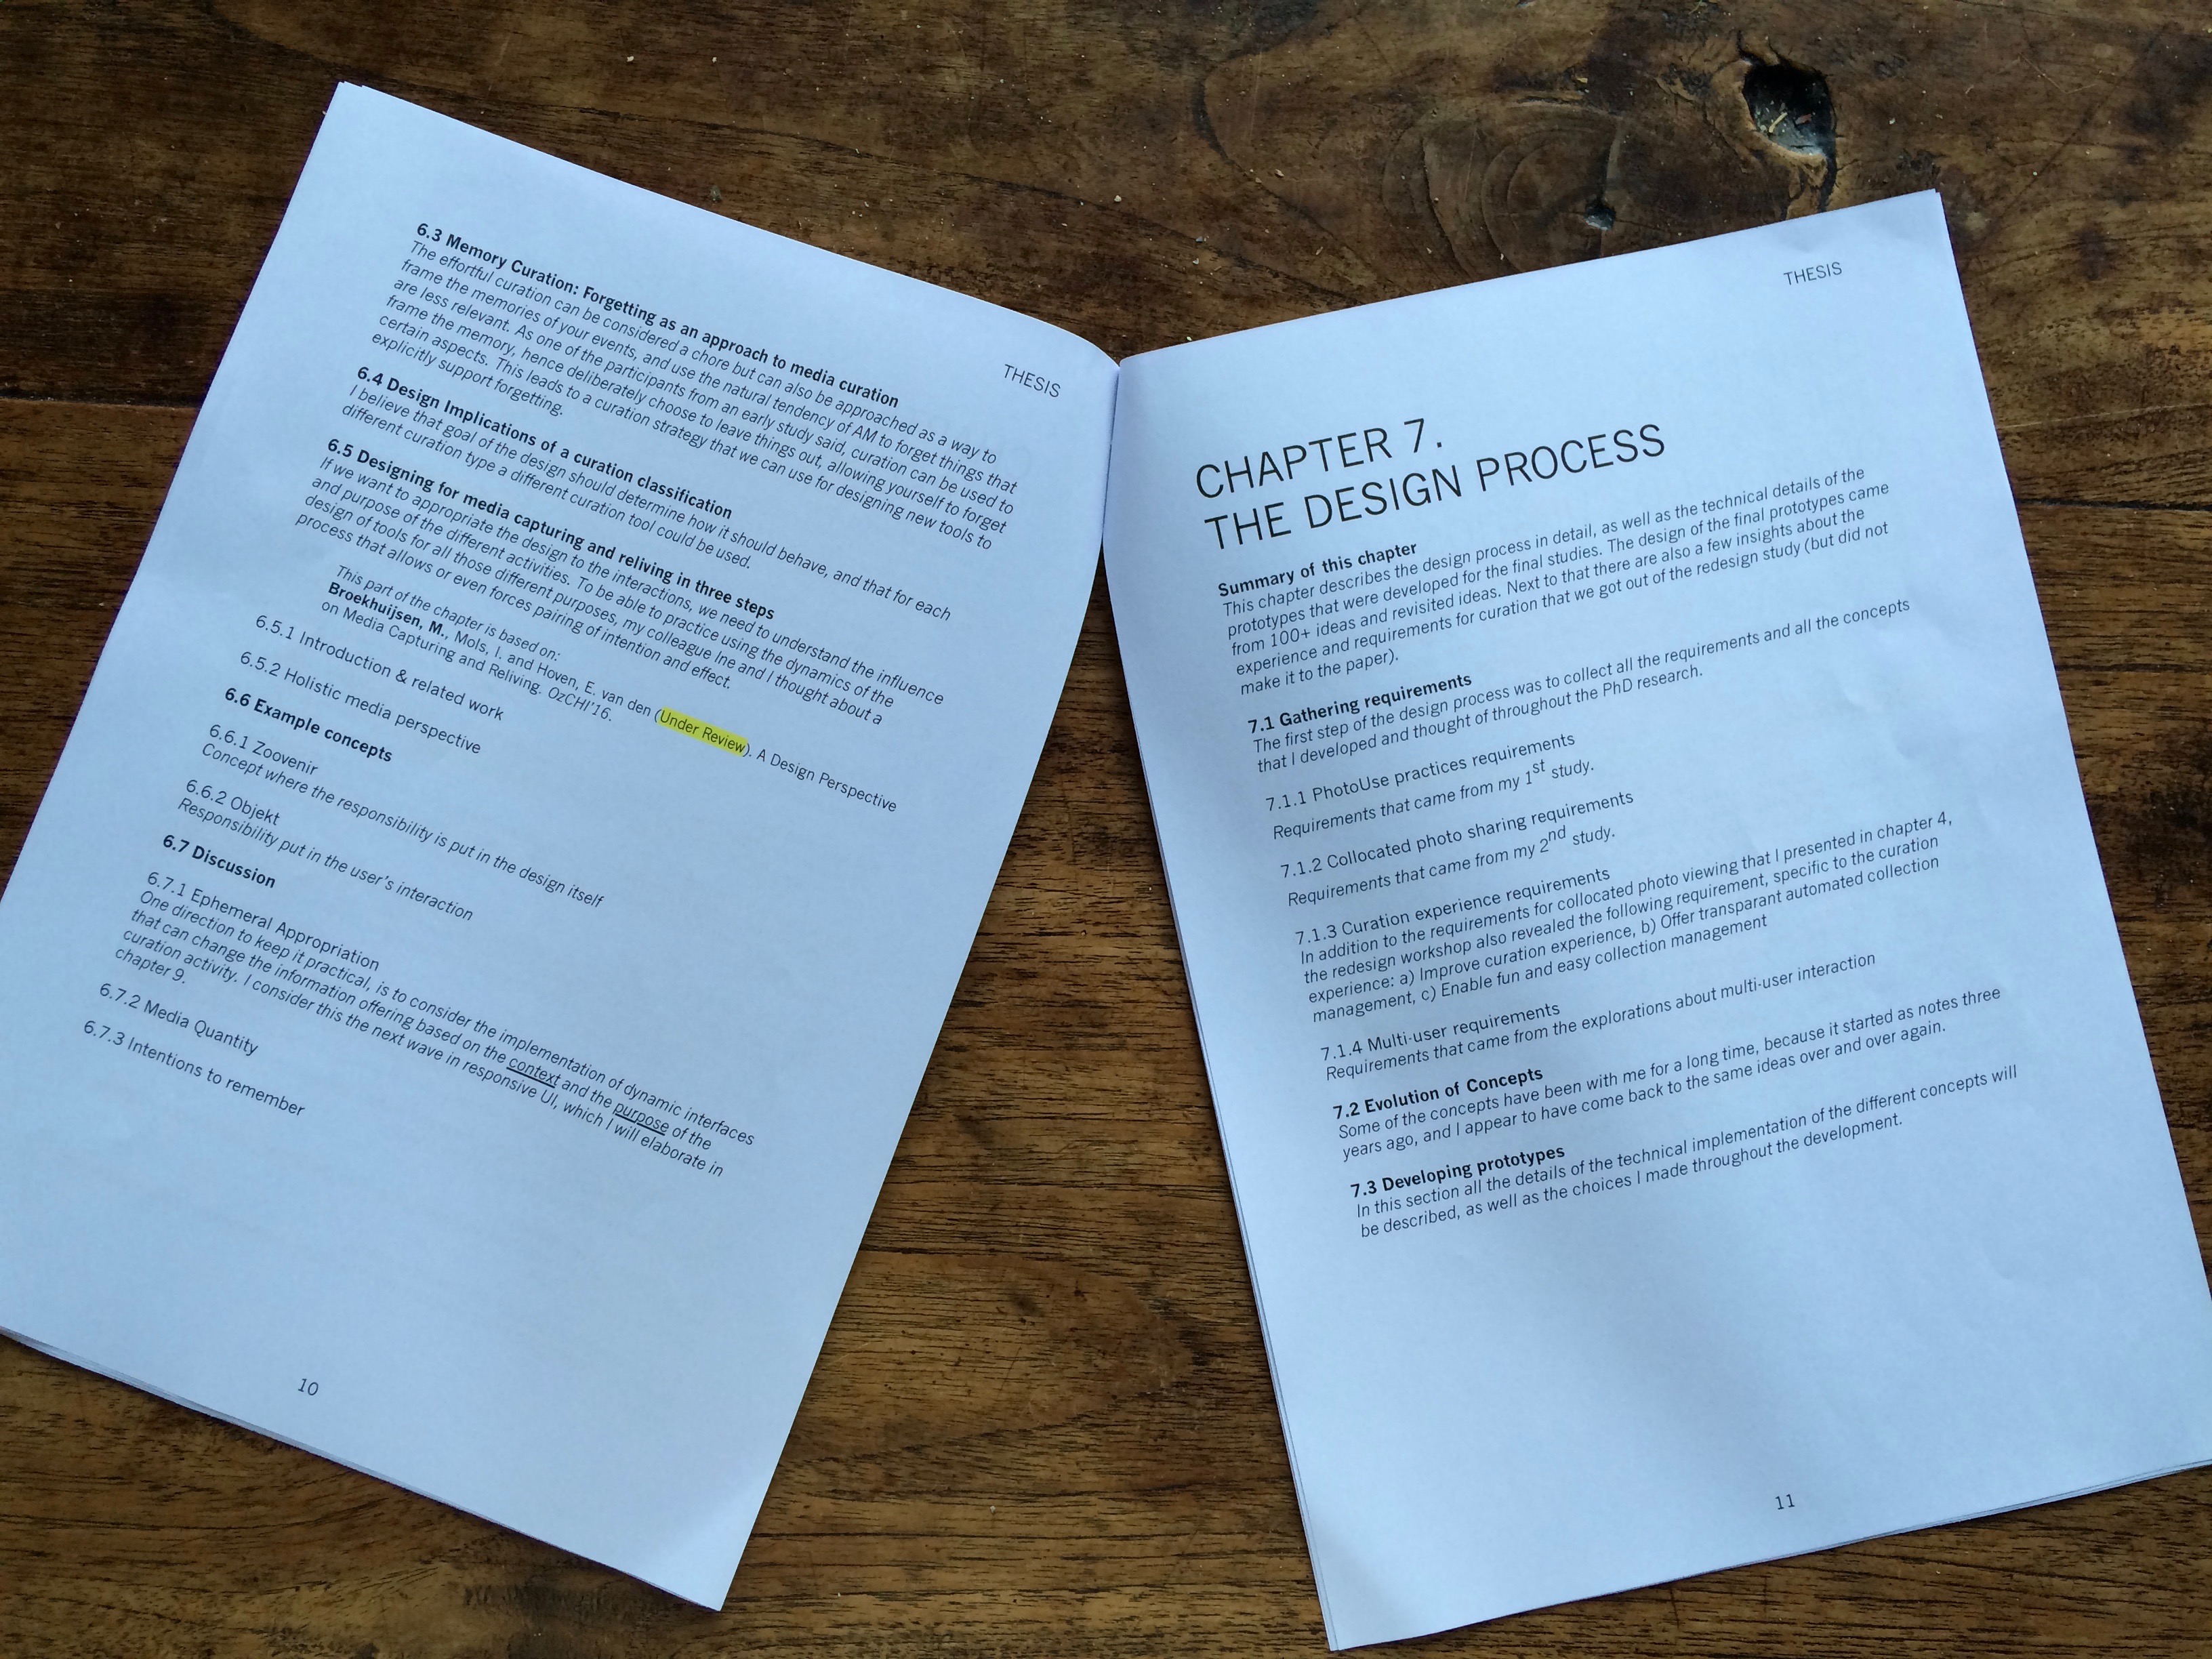 THESIS
6.3 Memory Curation: Forgetting as an approach to media curation
The effortful curation can be considered a chore but can also be approached as a way to
frame the memories of your events, and use the natural tendency of AM to forget things that
are less relevant. As one of the participants from an early study said, curation can be used to
frame the memory, hence deliberately choose to leave things out, allowing yourself to forget
certain aspects. This leads to a curation strategy that we can use for designing new tools to
explicitly support forgetting.
6.4 Design Implications of a curation classification
I believe that goal of the design should determine how it should behave, and that for each
different curation type a different curation tool could be used.
6.5 Designing for media capturing and reliving in three steps
If we want to appropriate the design to the interactions, we need to understand the influence
and purpose of the different activities. To be able to practice using the dynamics of the
design of tools for all those different purposes, my colleague Ine and I thought about a
process that allows or even forces pairing of intention and effect.
This part of the chapter is based on:
Broekhuijsen, M., Mols, I. and Hoven, E. van den (Under Review). A Design Perspective
on Media Capturing and Reliving. OzCHI'16.
6.5.1 Introduction & related work
6.5.2 Holistic media perspective
6.6 Example concepts
6.6.1 Zoovenir
Concept where the responsibility is put in the design itself
6.6.2 Objekt
Responsibility put in the user's interaction
6.7 Discussion
6.7.1 Ephemeral Appropriation
One direction to keep it practical, is to consider the implementation of dynamic interfaces
that can change the information offering based on the context and the purpose of the
curation activity. I consider this the next wave in responsive UI, which I will elaborate in
chapter 9.
6.7.2 Media Quantity
6.7.3 Intentions to remember
10
THESIS
CHAPTER 7.
THE DESIGN PROCESS
Summary of this chapter
This chapter describes the design process in detail, as well as the technical details of the
prototypes that were developed for the final studies. The design of the final prototypes came
from 100+ ideas and revisited ideas. Next to that there are also a few insights about the
experience and requirements for curation that we got out of the redesign study (but did not
make it to the paper).
7.1 Gathering requirements
The first step of the design process was to collect all the requirements and all the concepts
that I developed and thought of throughout the PhD research.
7.1.1 PhotoUse practices requirements
Requirements that came from my 1st study.
7.1.2 Collocated photo sharing requirements
Requirements that came from my 2nd study.
7.1.3 Curation experience requirements
In addition to the requirements for collocated photo viewing that I presented in chapter 4,
the redesign workshop also revealed the following requirement, specific to the curation
experience: a) Improve curation experience, b) Offer transparant automated collection
management, c) Enable fun and easy collection management
7.1.4 Multi-user requirements
Requirements that came from the explorations about multi-user interaction
7.2 Evolution of Concepts
Some of the concepts have been with me for a long time, because it started as notes three
years ago, and I appear to have come back to the same ideas over and over again.
7.3 Developing prototypes
In this section all the details of the technical implementation of the different concepts will
be described, as well as the choices I made throughout the development.
11